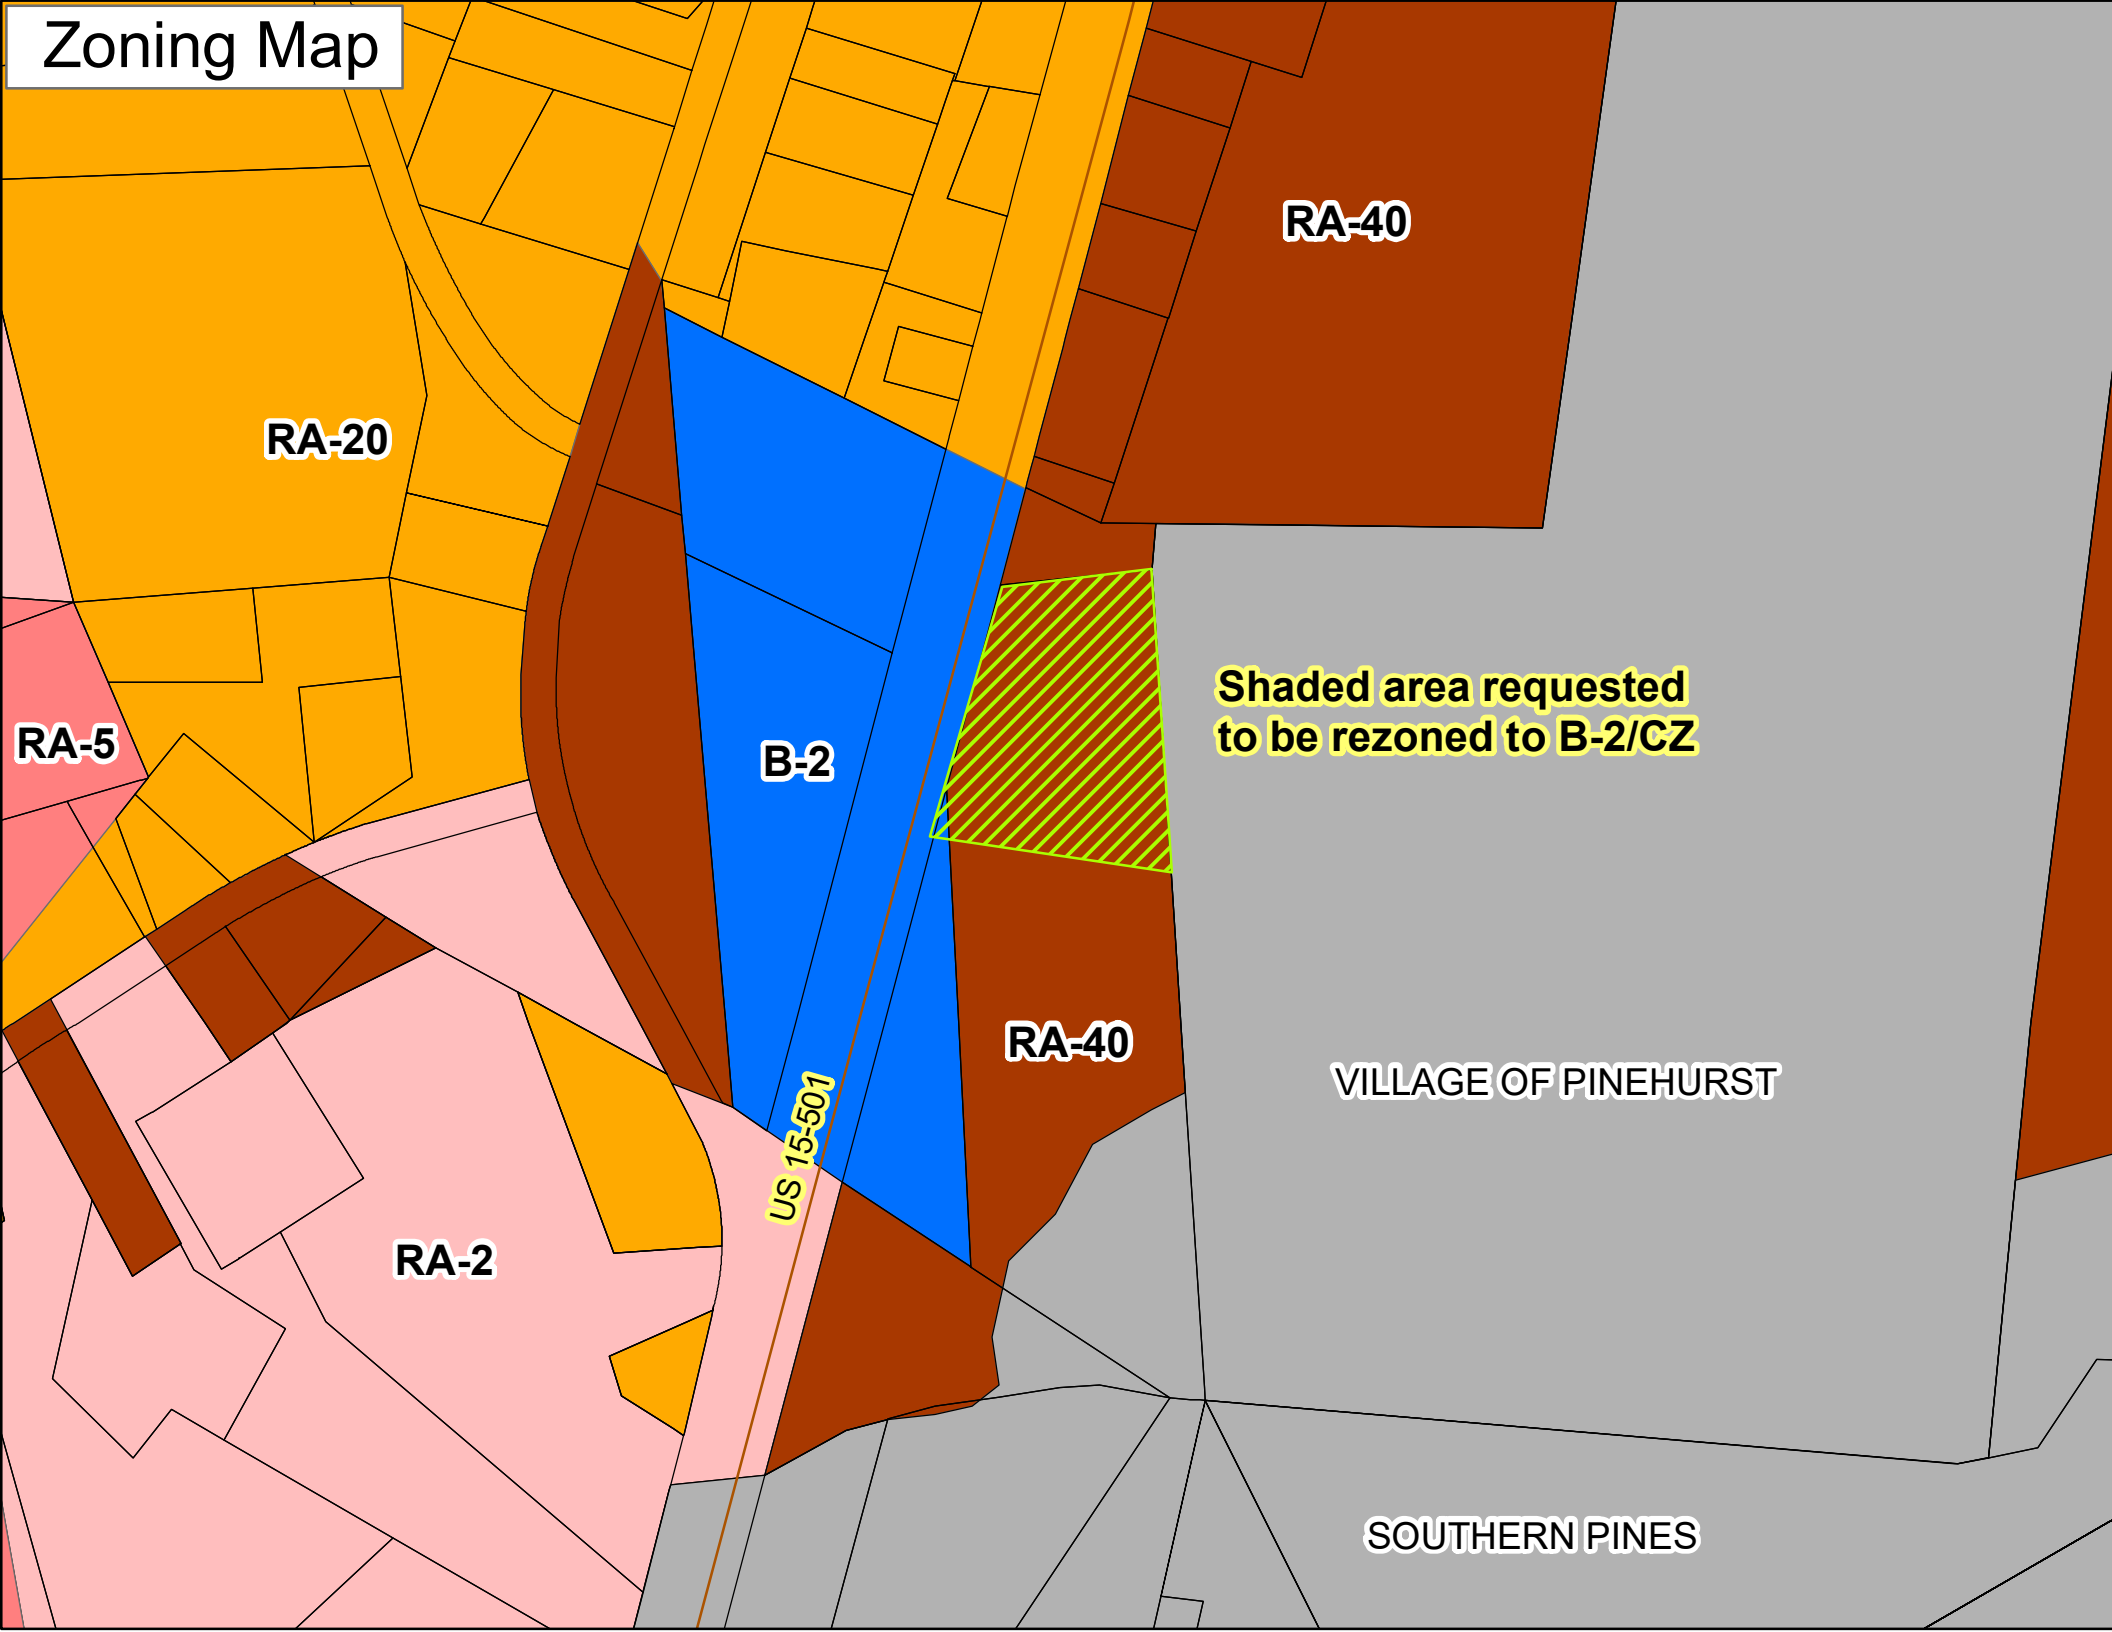 Zoning Map
RA-40
RA-20
Shaded area requested
to be rezoned to B-2/CZ
RA-5
B-2
RA-40
VILLAGE OF PINEHURST
US 15-501
RA-2
SOUTHERN PINES